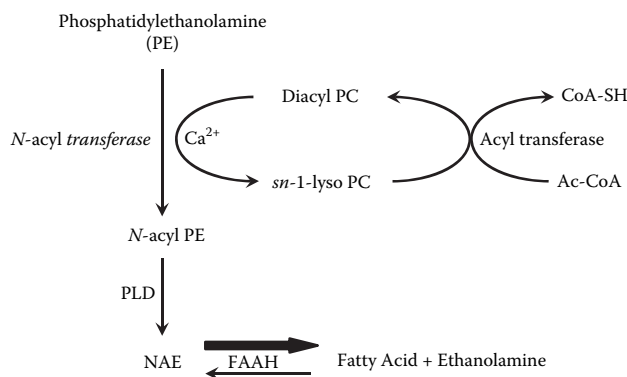 Phosphatidylethanolamine
(PE)
Diacyl PC
CoA-SH
N-acyl transferase
Ca2+
Acyl transferase
sn-1-lyso PC
Ac-CoA
N-acyl PE
PLD
NAE
FAAH
Fatty Acid + Ethanolamine